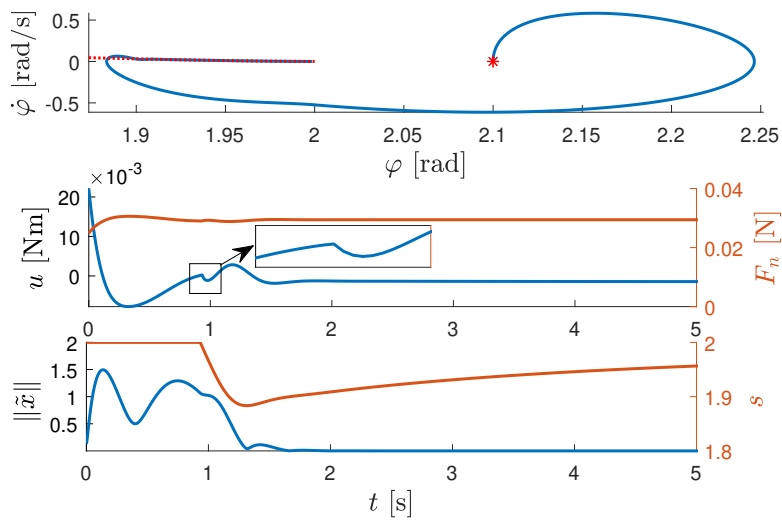 φ̇ [rad/s]
0.5
0
-0.5
1.9 1.95 2 2.05 2.1 2.15 2.2 2.25
φ [rad]
×10⁻³
u [Nm]
20
10
0
0.04
0.02
0
F_n [N]
0 1 2 3 4 5
||x̃||
2
1.5
1
0.5
2
1.9
1.8
s
0 1 2 3 4 5
t [s]